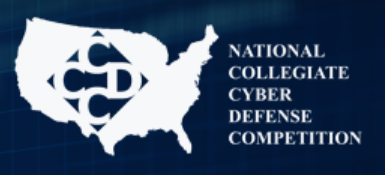 C
C D
C
NATIONAL
COLLEGIATE
CYBER
DEFENSE
COMPETITION